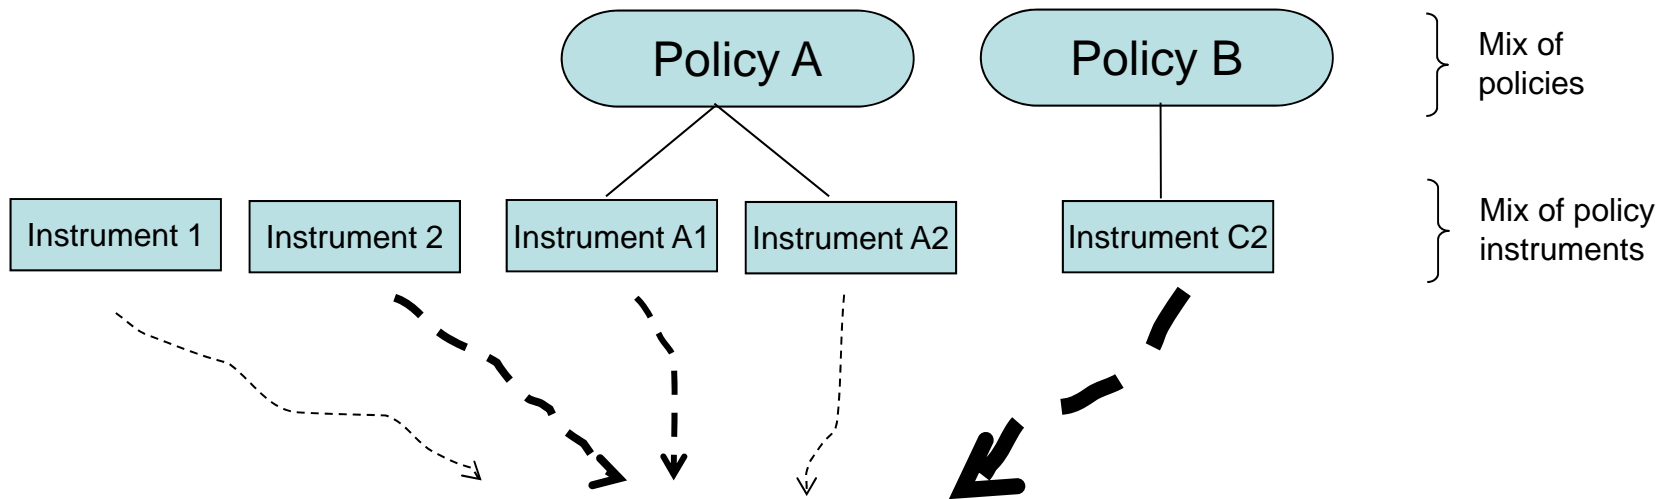 Policy A
Policy B
Mix of
policies
Instrument 1
Instrument 2
Instrument A1
Instrument A2
Instrument C2
Mix of policy
instruments